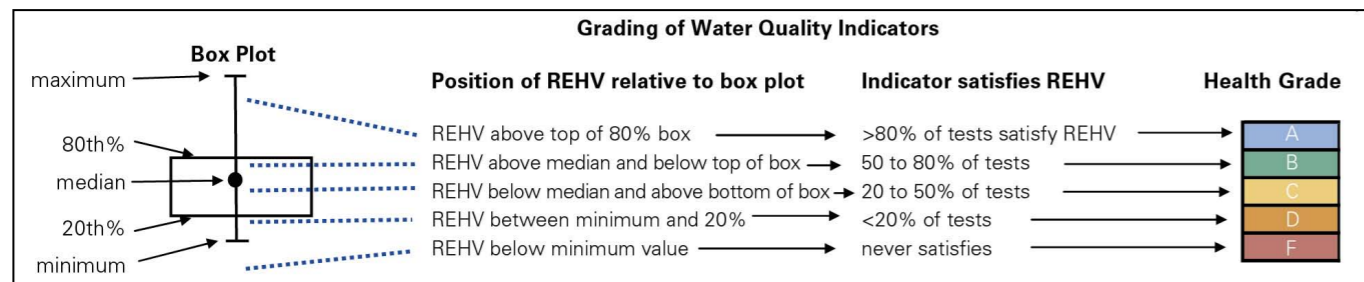 Grading of Water Quality Indicators
Box Plot
Position of REHV relative to box plot Indicator satisfies REHV Health Grade
maximum
80th%
median
20th%
minimum
REHV above top of 80% box >80% of tests satisfy REHV A
REHV above median and below top of box 50 to 80% of tests B
REHV below median and above bottom of box 20 to 50% of tests C
REHV between minimum and 20% <20% of tests D
REHV below minimum value never satisfies F